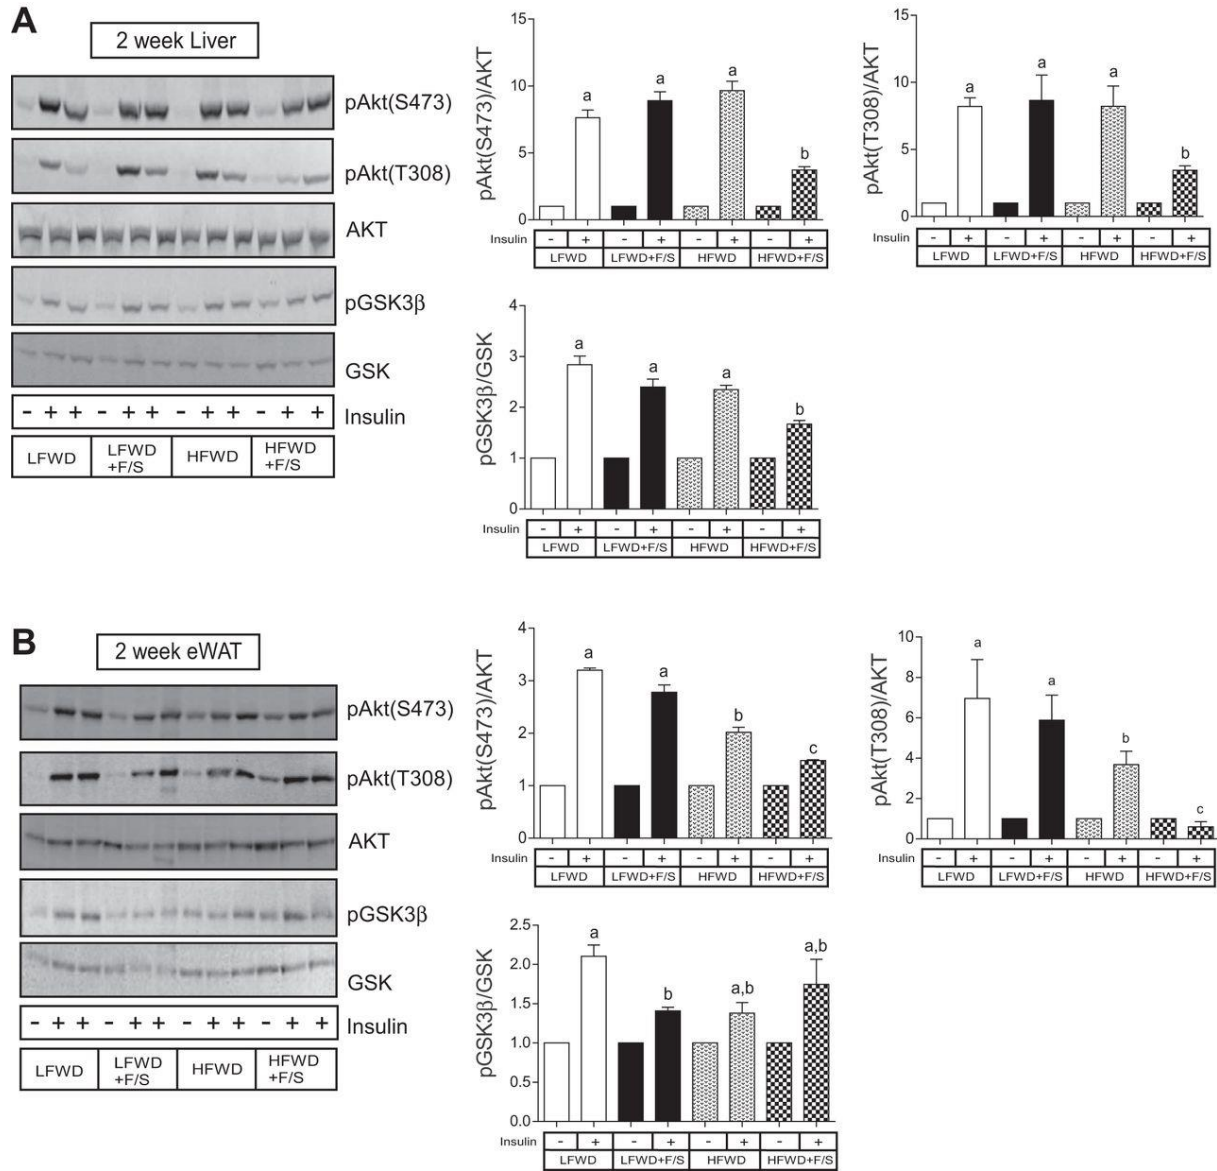 A
2 week Liver
pAkt(S473)
pAkt(T308)
AKT
pGSK3β
GSK
- + + - + + - + + - + + Insulin
LFWD LFWD +F/S HFWD HFWD +F/S
pAkt(S473)/AKT
15
10
5
0
a a a b
Insulin - + - + - + - +
LFWD LFWD+F/S HFWD HFWD+F/S
pAkt(T308)/AKT
15
10
5
0
a a a b
Insulin - + - + - + - +
LFWD LFWD+F/S HFWD HFWD+F/S
pGSK3β/GSK
4
3
2
1
0
a a a b
Insulin - + - + - + - +
LFWD LFWD+F/S HFWD HFWD+F/S
B
2 week eWAT
pAkt(S473)
pAkt(T308)
AKT
pGSK3β
GSK
- + + - + + - + + - + + Insulin
LFWD LFWD +F/S HFWD HFWD +F/S
pAkt(S473)/AKT
4
3
2
1
0
a a b c
Insulin - + - + - + - +
LFWD LFWD+F/S HFWD HFWD+F/S
pAkt(T308)/AKT
10
8
6
4
2
0
a a b c
Insulin - + - + - + - +
LFWD LFWD+F/S HFWD HFWD+F/S
pGSK3β/GSK
2.5
2.0
1.5
1.0
0.5
0.0
a b a,b a,b
Insulin - + - + - + - +
LFWD LFWD+F/S HFWD HFWD+F/S